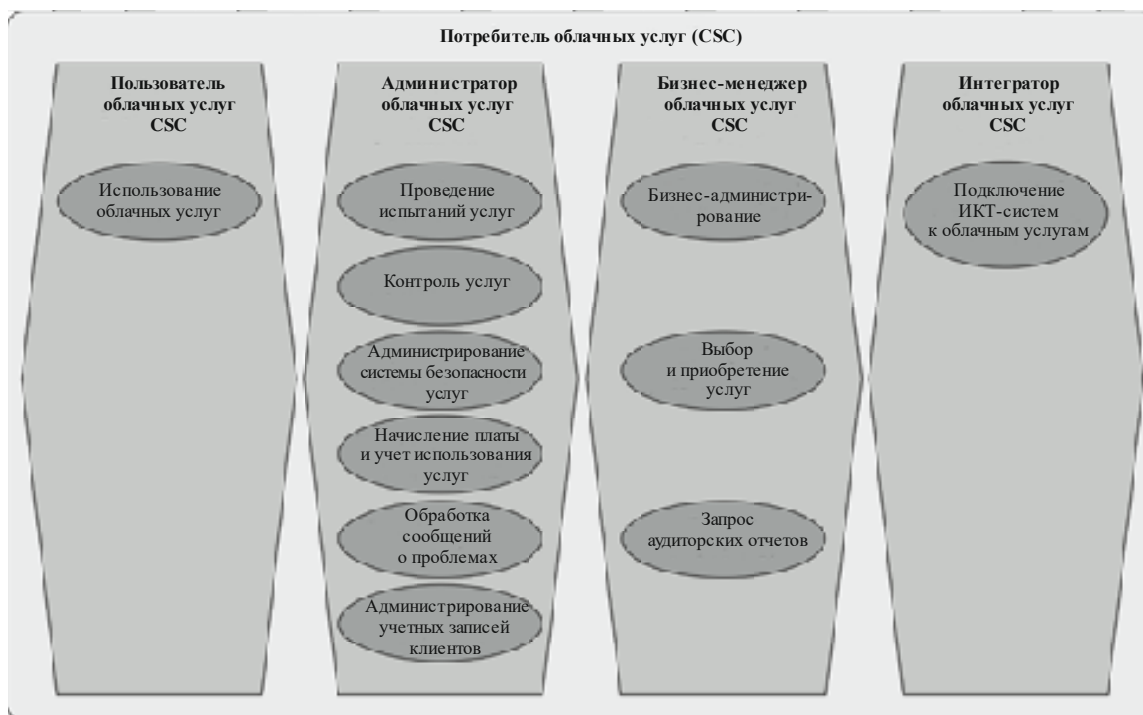 Потребитель облачных услуг (CSC)
Пользователь
облачных услуг
CSC
Использование
облачных услуг
Администратор
облачных услуг
CSC
Проведение
испытаний услуг
Контроль услуг
Администрирование
системы безопасности
услуг
Начисление платы
и учет использования
услуг
Обработка
сообщений
о проблемах
Администрирование
учетных записей
клиентов
Бизнес-менеджер
облачных услуг
CSC
Бизнес-администри-
рование
Выбор
и приобретение
услуг
Запрос
аудиторских отчетов
Интегратор
облачных услуг
CSC
Подключение
ИКТ-систем
к облачным услугам